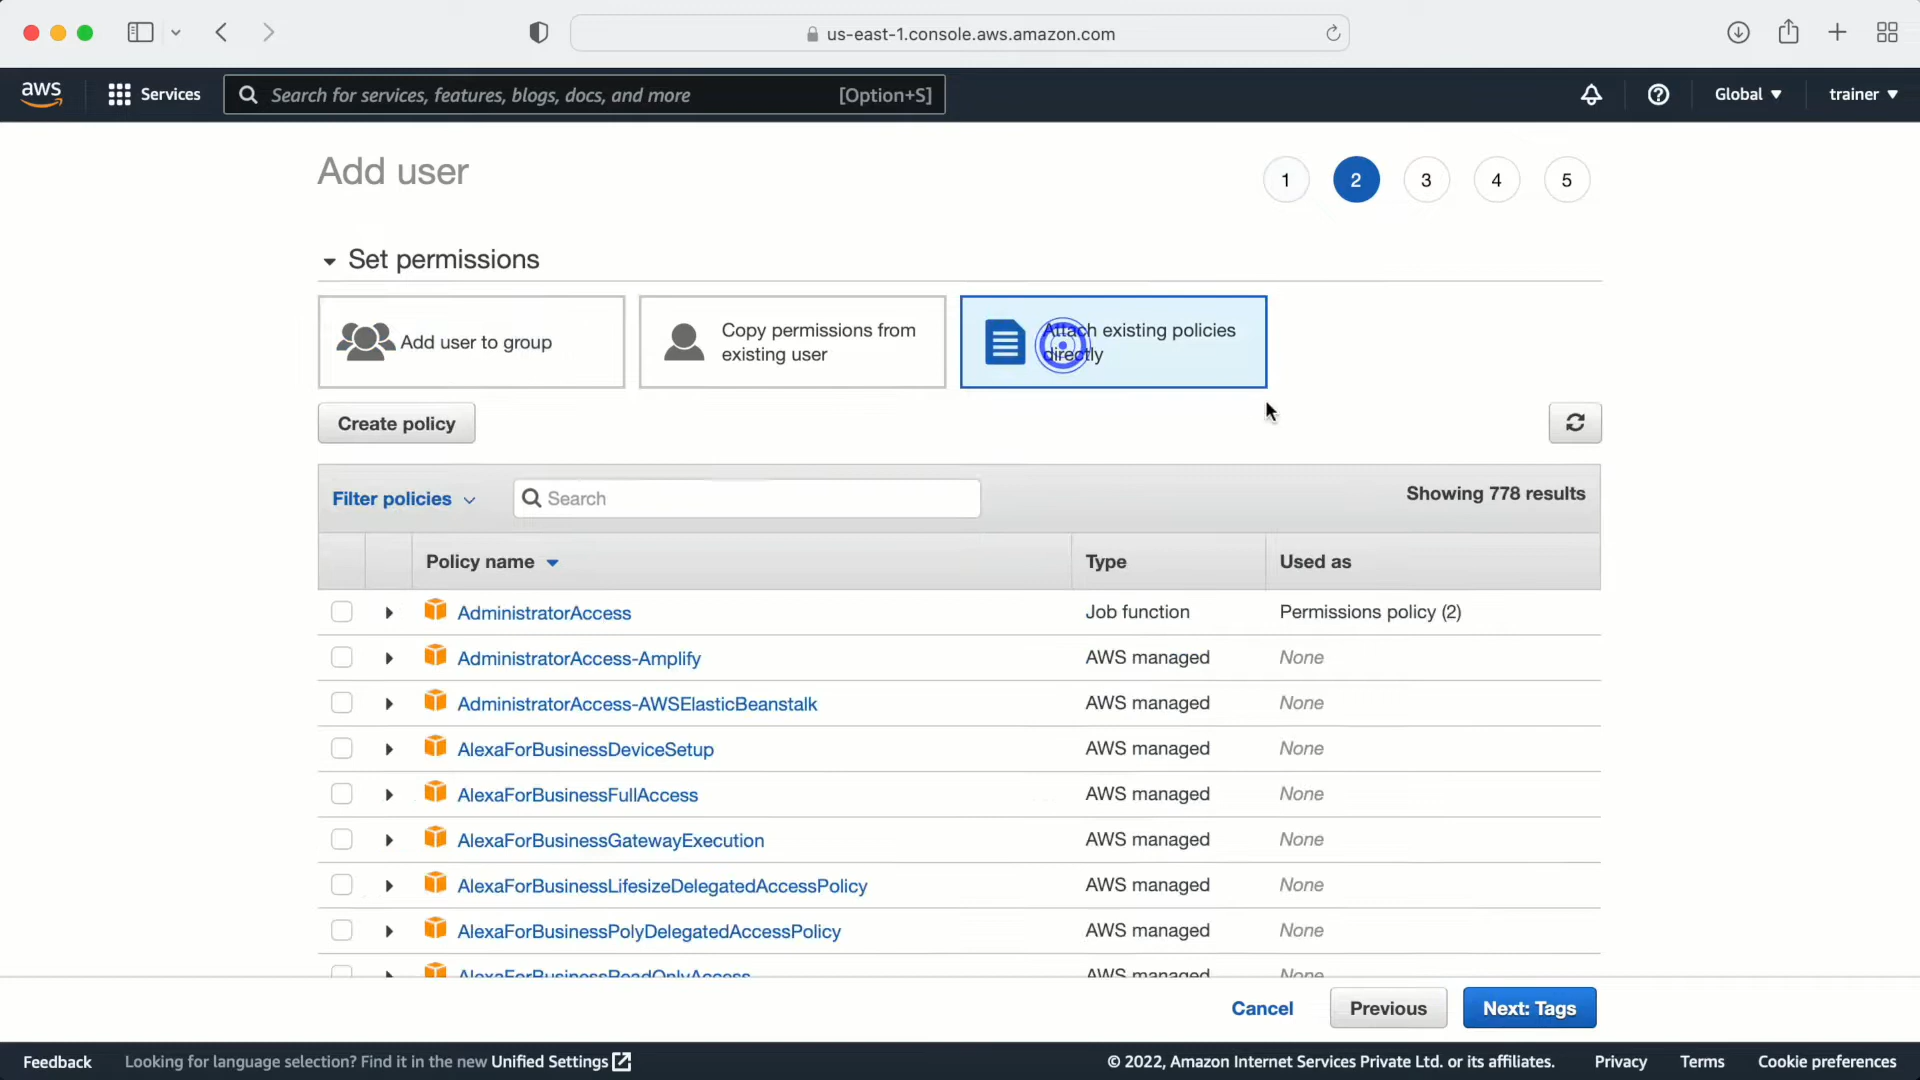 us-east-1.console.aws.amazon.com
aws
Services
Search for services, features, blogs, docs, and more
[Option+S]
Global
trainer
Add user
1
2
3
4
5
Set permissions
Add user to group
Copy permissions from
existing user
Attach existing policies
directly
Create policy
Filter policies
Search
Showing 778 results
Policy name
Type
Used as
AdministratorAccess
Job function
Permissions policy (2)
AdministratorAccess-Amplify
AWS managed
None
AdministratorAccess-AWSElasticBeanstalk
AWS managed
None
AlexaForBusinessDeviceSetup
AWS managed
None
AlexaForBusinessFullAccess
AWS managed
None
AlexaForBusinessGatewayExecution
AWS managed
None
AlexaForBusinessLifesizeDelegatedAccessPolicy
AWS managed
None
AlexaForBusinessPolyDelegatedAccessPolicy
AWS managed
None
AlexaForBusinessReadOnlyAccess
AWS managed
None
Cancel
Previous
Next: Tags
Feedback
Looking for language selection? Find it in the new Unified Settings
© 2022, Amazon Internet Services Private Ltd. or its affiliates.
Privacy
Terms
Cookie preferences